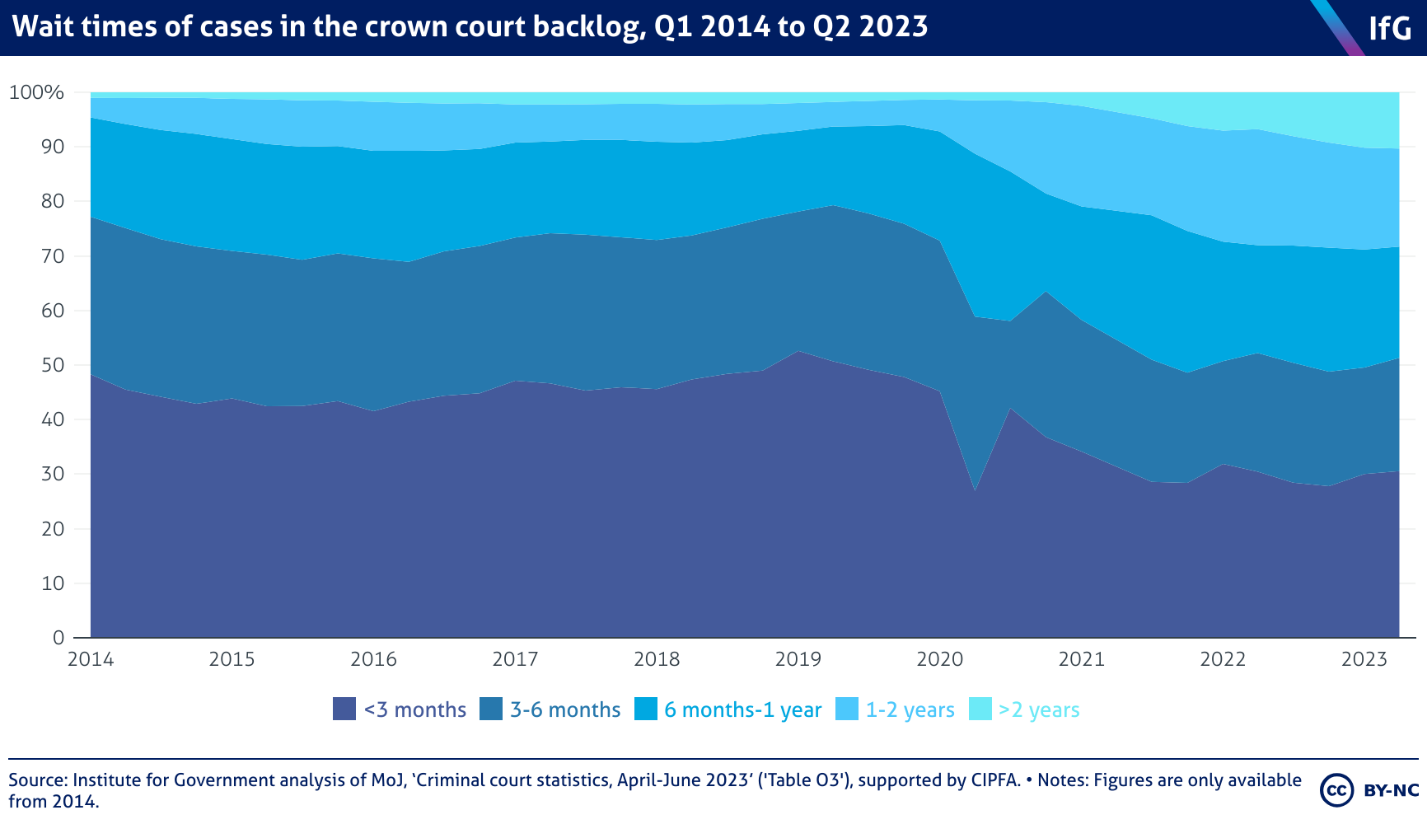 Wait times of cases in the crown court backlog, Q1 2014 to Q2 2023
IfG
100%
90
80
70
60
50
40
30
20
10
0
2014 2015 2016 2017 2018 2019 2020 2021 2022 2023
<3 months 3-6 months 6 months-1 year 1-2 years >2 years
Source: Institute for Government analysis of MoJ, ‘Criminal court statistics, April-June 2023’ ('Table O3'), supported by CIPFA. • Notes: Figures are only available
from 2014.
cc BY-NC